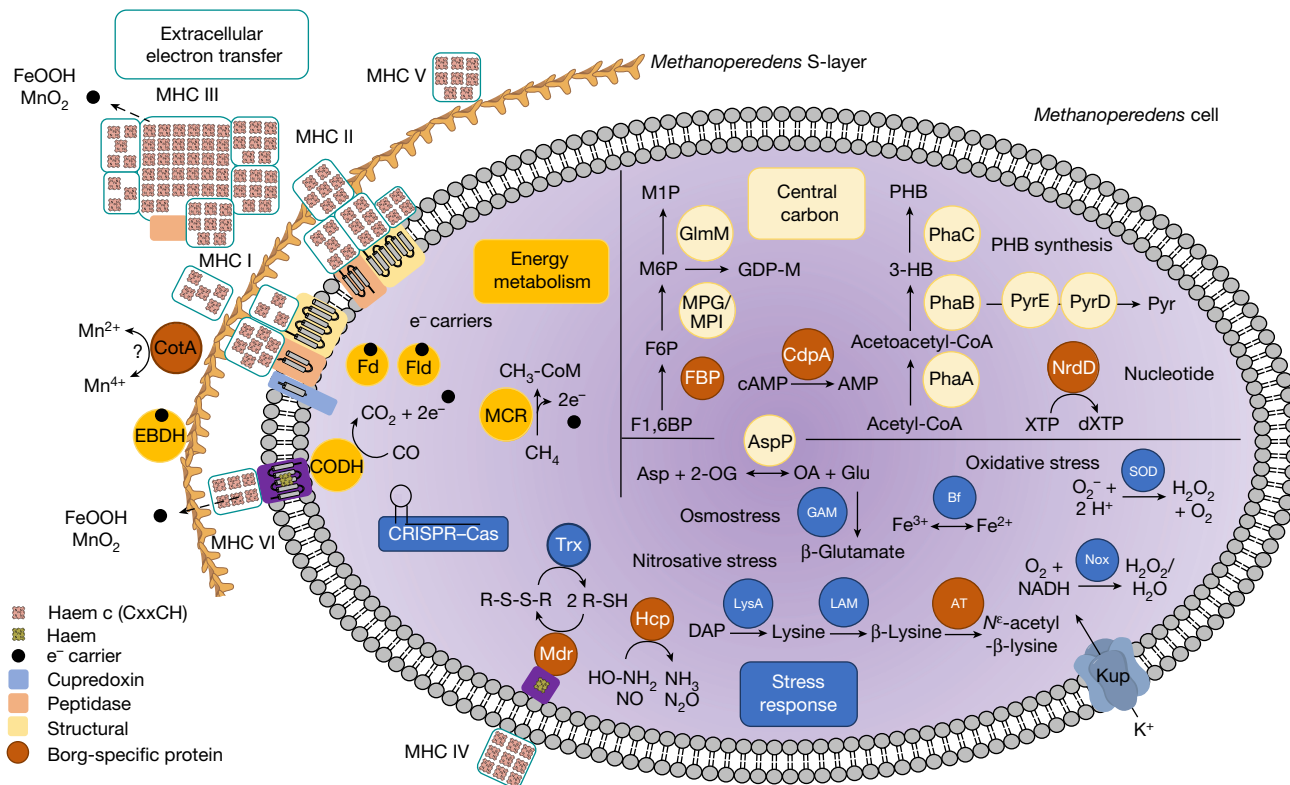 Extracellular
electron transfer
FeOOH
MnO2
MHC III
MHC V
Methanoperedens S-layer
Methanoperedens cell
MHC II
MHC I
Mn2+
?
CotA
Mn4+
EBDH
FeOOH
MnO2
MHC VI
MHC IV
Energy
metabolism
e− carriers
Fd
Fld
CO2 + 2e−
CODH
CO
CH3-CoM
2e−
MCR
CH4
Central
carbon
M1P
GlmM
M6P
GDP-M
MPG/
MPI
F6P
FBP
F1,6BP
CdpA
cAMP
AMP
PHB
PhaC
PHB synthesis
3-HB
PhaB
PyrE
PyrD
Pyr
Acetoacetyl-CoA
PhaA
Acetyl-CoA
NrdD
Nucleotide
XTP
dXTP
AspP
Asp + 2-OG
OA + Glu
Osmostress
GAM
β-Glutamate
Oxidative stress
SOD
O2− +
2 H+
H2O2
+ O2
Bf
Fe3+
Fe2+
Nox
O2 +
NADH
H2O2/
H2O
CRISPR–Cas
Trx
R-S-S-R
2 R-SH
Mdr
Nitrosative stress
Hcp
HO-NH2
NO
NH3
N2O
LysA
LAM
AT
DAP
Lysine
β-Lysine
Nε-acetyl
-β-lysine
Stress
response
Kup
K+
Haem c (CxxCH)
Haem
e− carrier
Cupredoxin
Peptidase
Structural
Borg-specific protein